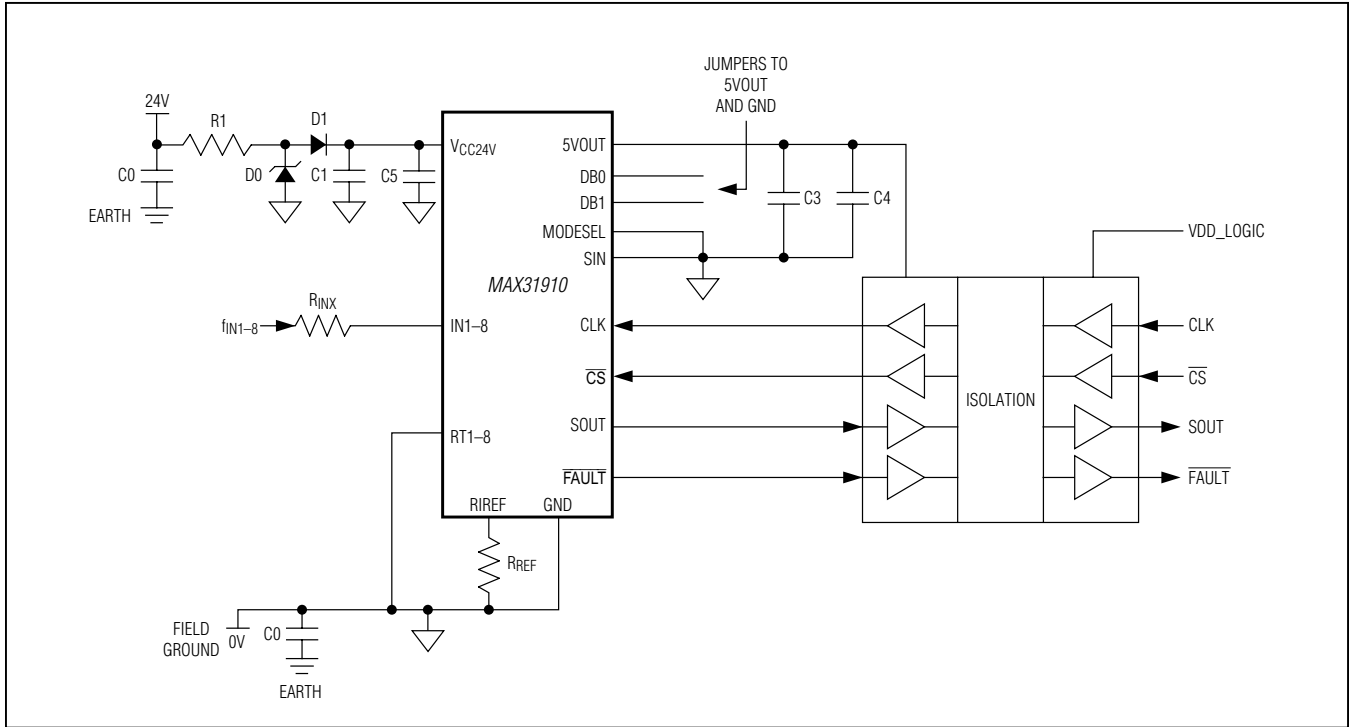 JUMPERS TO
5VOUT
AND GND
24V
R1
D1
C0
D0
C1
C5
EARTH
VCC24V
5VOUT
DB0
DB1
MODESEL
SIN
C3
C4
VDD_LOGIC
MAX31910
RINX
fIN1–8
IN1–8
CLK
CLK
CS
CS
ISOLATION
RT1–8
SOUT
SOUT
FAULT
FAULT
RIREF
GND
RREF
FIELD
GROUND
0V
C0
EARTH